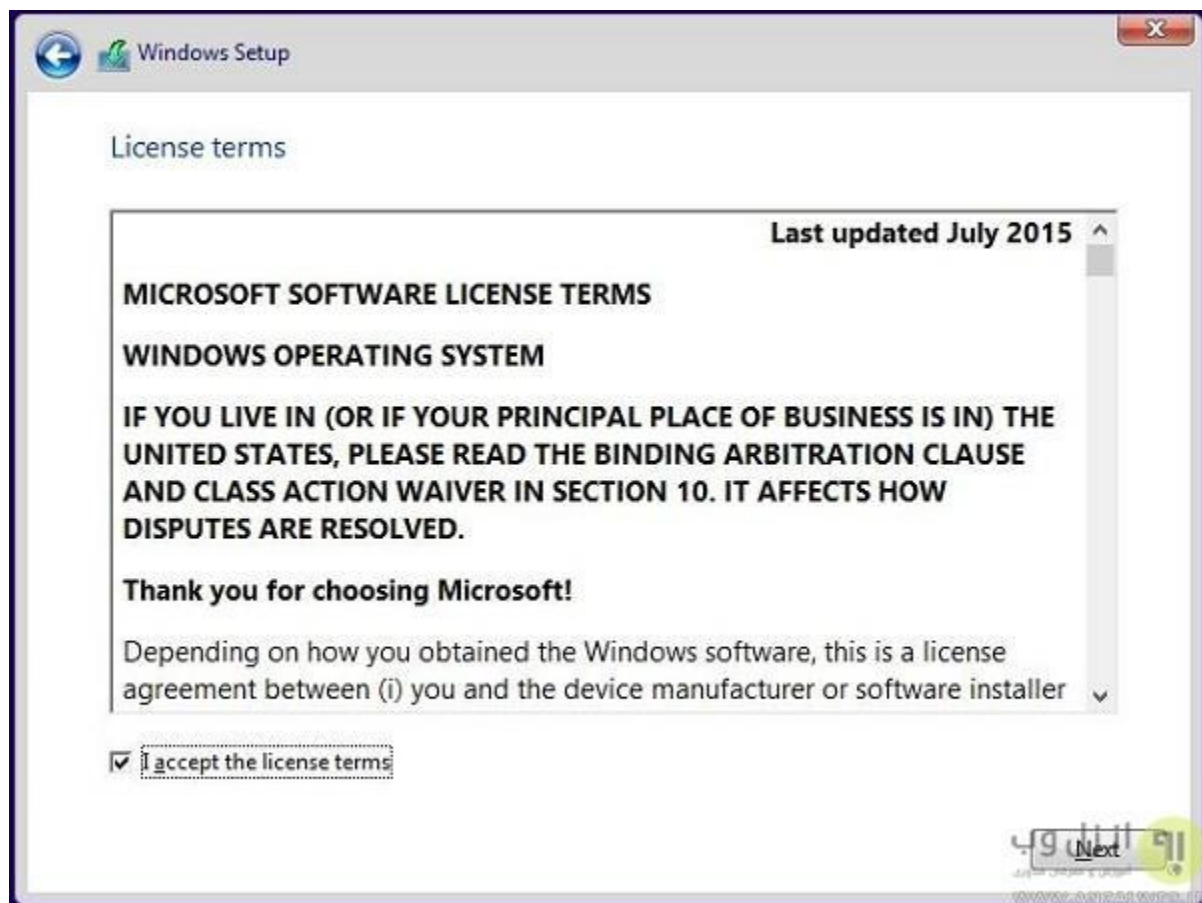 Windows Setup
License terms
Last updated July 2015
MICROSOFT SOFTWARE LICENSE TERMS
WINDOWS OPERATING SYSTEM
IF YOU LIVE IN (OR IF YOUR PRINCIPAL PLACE OF BUSINESS IS IN) THE
UNITED STATES, PLEASE READ THE BINDING ARBITRATION CLAUSE
AND CLASS ACTION WAIVER IN SECTION 10. IT AFFECTS HOW
DISPUTES ARE RESOLVED.
Thank you for choosing Microsoft!
Depending on how you obtained the Windows software, this is a license
agreement between (i) you and the device manufacturer or software installer
I accept the license terms
Next